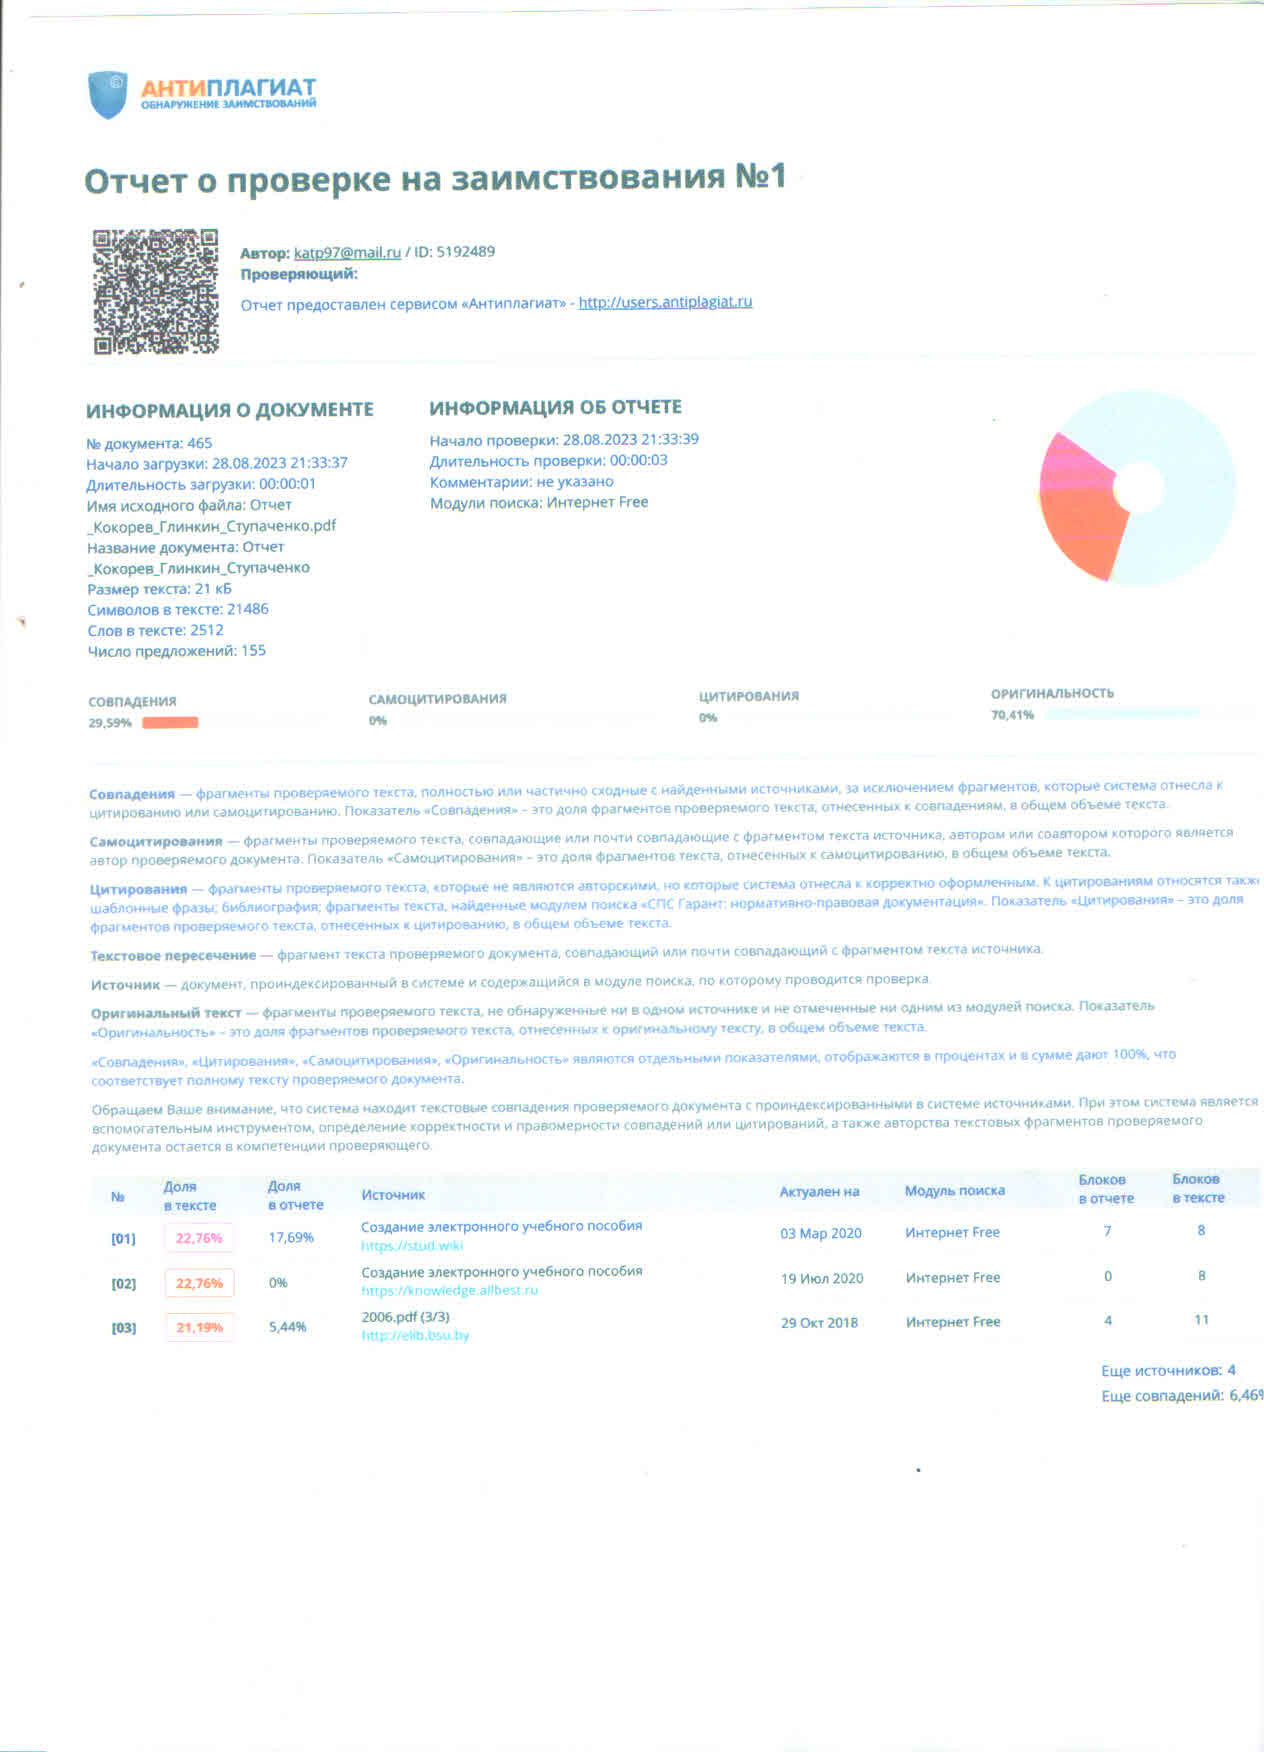 АНТИПЛАГИАТ
ОБНАРУЖЕНИЕ ЗАИМСТВОВАНИЙ
Отчет о проверке на заимствования №1
Автор: katp97@mail.ru / ID: 5192489
Проверяющий:
Отчет предоставлен сервисом «Антиплагиат» - http://users.antiplagiat.ru
ИНФОРМАЦИЯ О ДОКУМЕНТЕ
№ документа: 465
Начало загрузки: 28.08.2023 21:33:37
Длительность загрузки: 00:00:01
Имя исходного файла: Отчет
_Кокорев_Глинкин_Ступаченко.pdf
Название документа: Отчет
_Кокорев_Глинкин_Ступаченко
Размер текста: 21 кБ
Символов в тексте: 21486
Слов в тексте: 2512
Число предложений: 155
ИНФОРМАЦИЯ ОБ ОТЧЕТЕ
Начало проверки: 28.08.2023 21:33:39
Длительность проверки: 00:00:03
Комментарии: не указано
Модули поиска: Интернет Free
СОВПАДЕНИЯ САМОЦИТИРОВАНИЯ ЦИТИРОВАНИЯ ОРИГИНАЛЬНОСТЬ
29,59% 0% 0% 70,41%
Совпадения — фрагменты проверяемого текста, полностью или частично сходные с найденными источниками, за исключением фрагментов, которые система отнесла к
цитированию или самоцитированию. Показатель «Совпадения» – это доля фрагментов проверяемого текста, отнесенных к совпадениям, в общем объеме текста.
Самоцитирования — фрагменты проверяемого текста, совпадающие или почти совпадающие с фрагментом текста источника, автором или соавтором которого является
автор проверяемого документа. Показатель «Самоцитирования» – это доля фрагментов текста, отнесенных к самоцитированию, в общем объеме текста.
Цитирования — фрагменты проверяемого текста, которые не являются авторскими, но которые система отнесла к корректно оформленным. К цитированиям относятся также
шаблонные фразы; библиография; фрагменты текста, найденные модулем поиска «СПС Гарант: нормативно-правовая документация». Показатель «Цитирования» – это доля
фрагментов проверяемого текста, отнесенных к цитированию, в общем объеме текста.
Текстовое пересечение — фрагмент текста проверяемого документа, совпадающий или почти совпадающий с фрагментом текста источника.
Источник — документ, проиндексированный в системе и содержащийся в модуле поиска, по которому проводится проверка.
Оригинальный текст — фрагменты проверяемого текста, не обнаруженные ни в одном источнике и не отмеченные ни одним из модулей поиска. Показатель
«Оригинальность» – это доля фрагментов проверяемого текста, отнесенных к оригинальному тексту, в общем объеме текста.
«Совпадения», «Цитирования», «Самоцитирования», «Оригинальность» являются отдельными показателями, отображаются в процентах и в сумме дают 100%, что
соответствует полному тексту проверяемого документа.
Обращаем Ваше внимание, что система находит текстовые совпадения проверяемого документа с проиндексированными в системе источниками. При этом система является
вспомогательным инструментом, определение корректности и правомерности совпадений или цитирований, а также авторства текстовых фрагментов проверяемого
документа остается в компетенции проверяющего.
№ Доля в тексте Доля в отчете Источник Актуален на Модуль поиска Блоков в отчете Блоков в тексте
[01] 22,76% 17,69% Создание электронного учебного пособия 03 Мар 2020 Интернет Free 7 8
https://stud.wiki
[02] 22,76% 0% Создание электронного учебного пособия 19 Июл 2020 Интернет Free 0 8
https://knowledge.allbest.ru
[03] 21,19% 5,44% 2006.pdf (3/3) 29 Окт 2018 Интернет Free 4 11
http://elib.bsu.by
Еще источников: 4
Еще совпадений: 6,46%